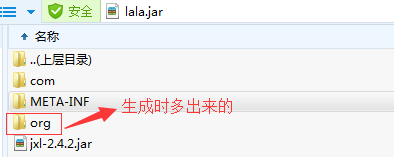 安全 lala.jar
名称
..(上层目录)
com
META-INF
生成时多出来的
org
jxl-2.4.2.jar